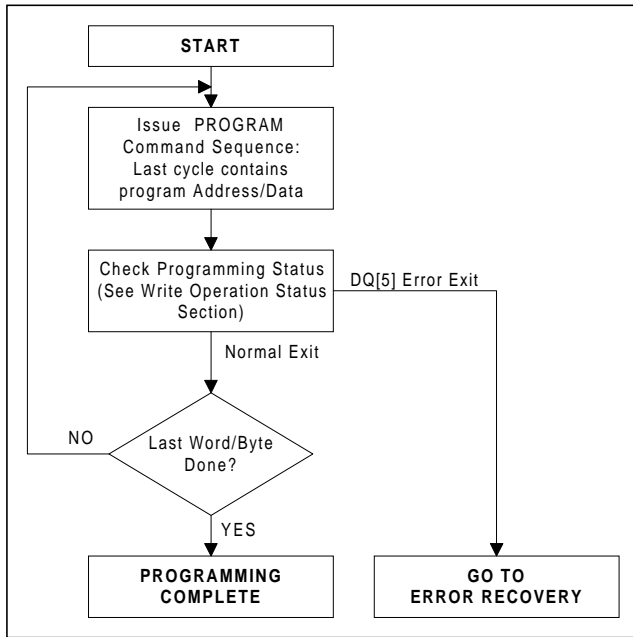 START
Issue PROGRAM
Command Sequence:
Last cycle contains
program Address/Data
Check Programming Status
(See Write Operation Status
Section)
DQ[5] Error Exit
Normal Exit
NO
Last Word/Byte
Done?
YES
PROGRAMMING
COMPLETE
GO TO
ERROR RECOVERY